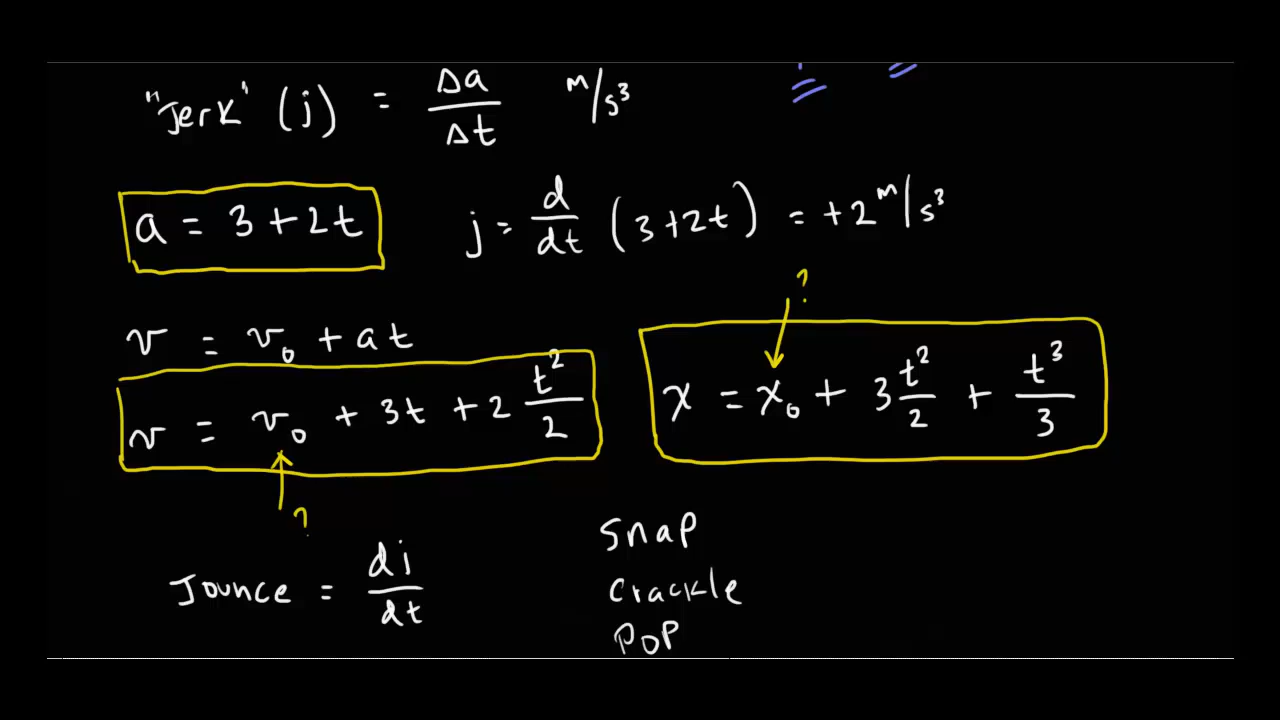 "Jerk" (j) = Δa/Δt m/s³
a = 3 + 2t
j = d/dt (3+2t) = +2 m/s³
?
v = v₀ + at
v = v₀ + 3t + 2 t²/2
x = x₀ + 3 t²/2 + t³/3
?
Jounce = dj/dt
Snap
Crackle
POP